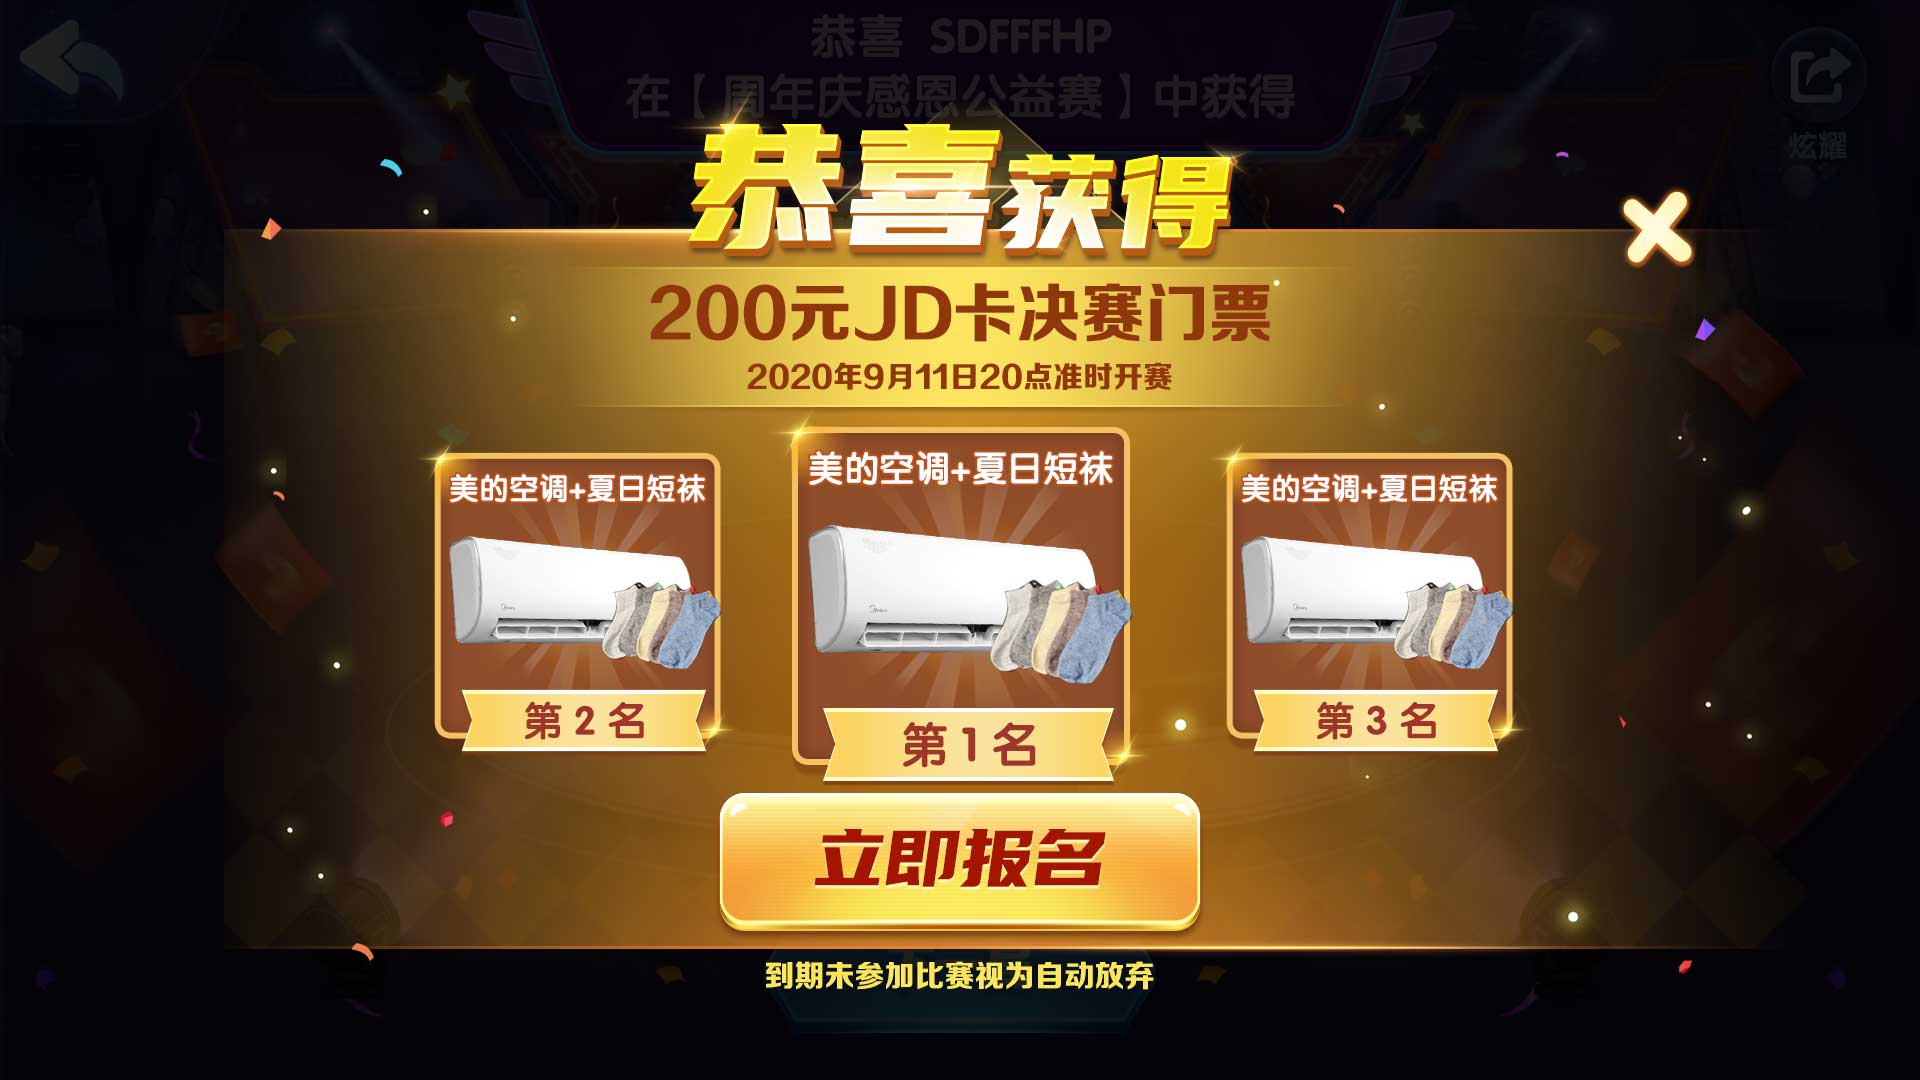 恭喜 SDFFFHP
在【周年庆感恩公益赛】中获得
炫耀
恭喜获得
200元JD卡决赛门票
2020年9月11日20点准时开赛
美的空调+夏日短袜
第2名
美的空调+夏日短袜
第1名
美的空调+夏日短袜
第3名
立即报名
到期未参加比赛视为自动放弃